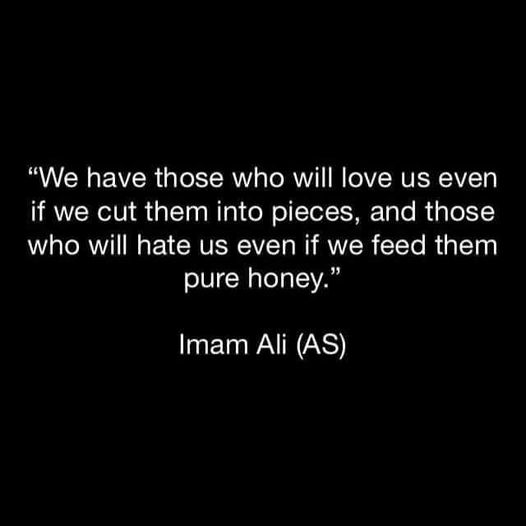 “We have those who will love us even
if we cut them into pieces, and those
who will hate us even if we feed them
pure honey.”
Imam Ali (AS)